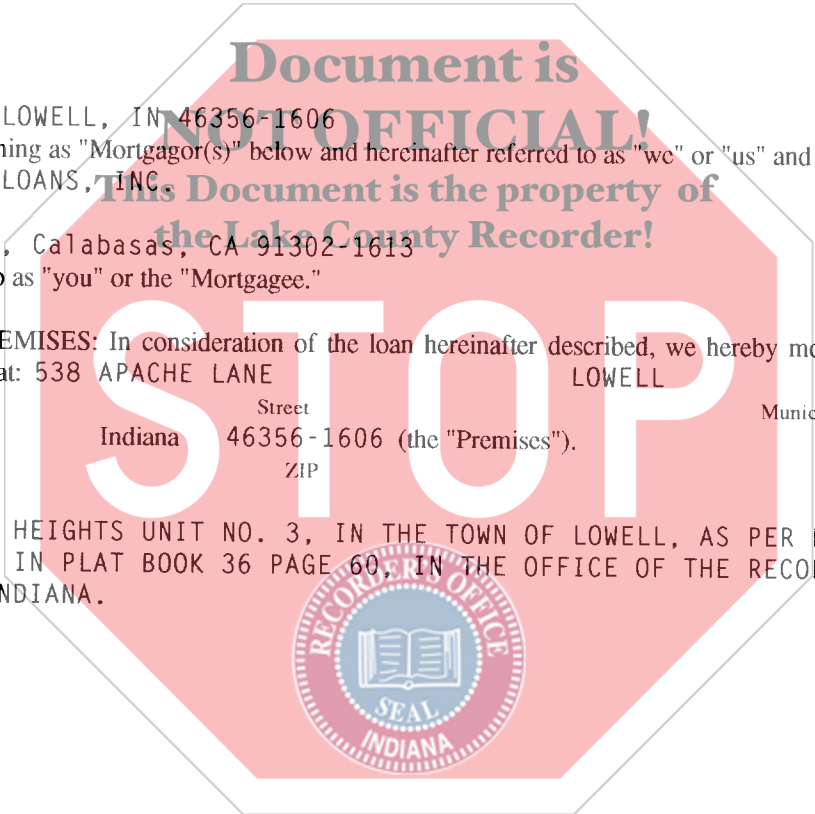 Document is
LOWELL, IN 46356-1606
NOT OFFICIAL!
ning as "Mortgagor(s)" below and hereinafter referred to as "we" or "us" and
LOANS, INC.
This Document is the property of
the Lake County Recorder!
, Calabasas, CA 91302-1613
o as "you" or the "Mortgagee."
EMISES: In consideration of the loan hereinafter described, we hereby mo
at: 538 APACHE LANE LOWELL
Street Munic
Indiana 46356-1606 (the "Premises").
ZIP
STOP
HEIGHTS UNIT NO. 3, IN THE TOWN OF LOWELL, AS PER
IN PLAT BOOK 36 PAGE 60, IN THE OFFICE OF THE RECO
NDIANA.
RECORDER'S OFFICE
SEAL
INDIANA